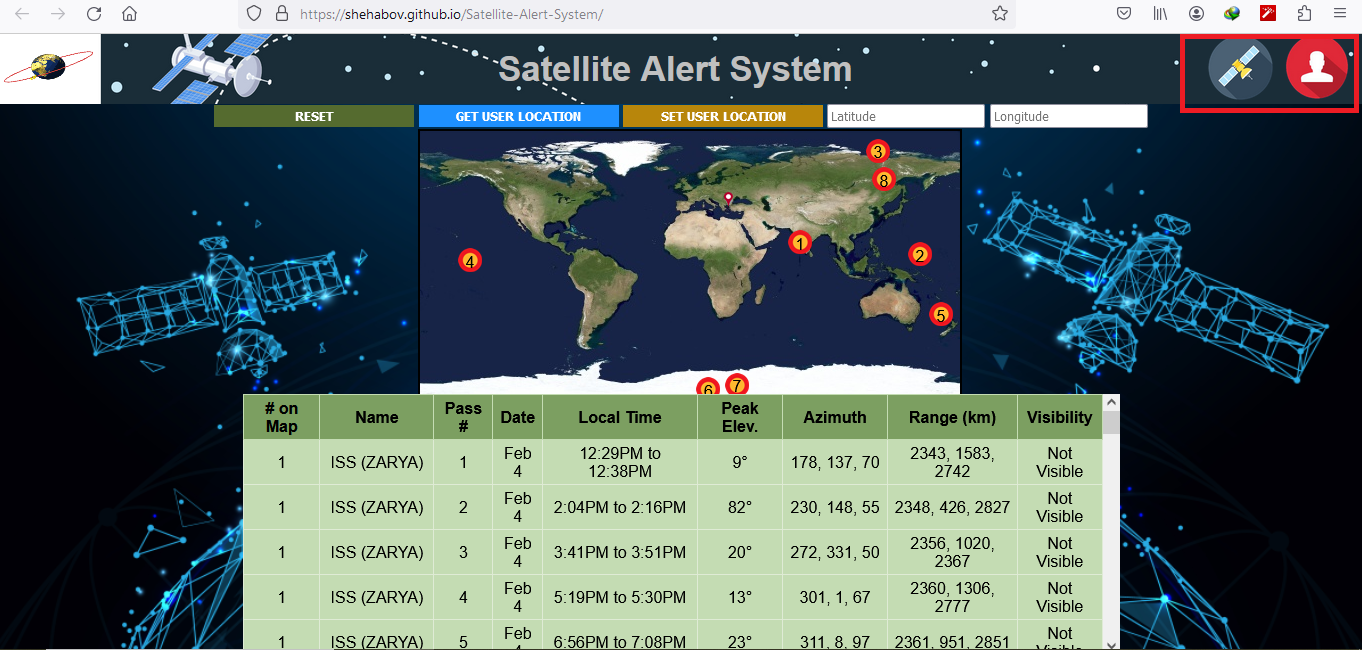 https://shehabov.github.io/Satellite-Alert-System/
Satellite Alert System
RESET GET USER LOCATION SET USER LOCATION Latitude Longitude
3
8
1
2
4
5
6 7
# on Map Name Pass # Date Local Time Peak Elev. Azimuth Range (km) Visibility
1 ISS (ZARYA) 1 Feb 4 12:29PM to 12:38PM 9° 178, 137, 70 2343, 1583, 2742 Not Visible
1 ISS (ZARYA) 2 Feb 4 2:04PM to 2:16PM 82° 230, 148, 55 2348, 426, 2827 Not Visible
1 ISS (ZARYA) 3 Feb 4 3:41PM to 3:51PM 20° 272, 331, 50 2356, 1020, 2367 Not Visible
1 ISS (ZARYA) 4 Feb 4 5:19PM to 5:30PM 13° 301, 1, 67 2360, 1306, 2777 Not Visible
1 ISS (ZARYA) 5 Feb 4 6:56PM to 7:08PM 23° 311, 8, 97 2361, 951, 2851 Not Visible